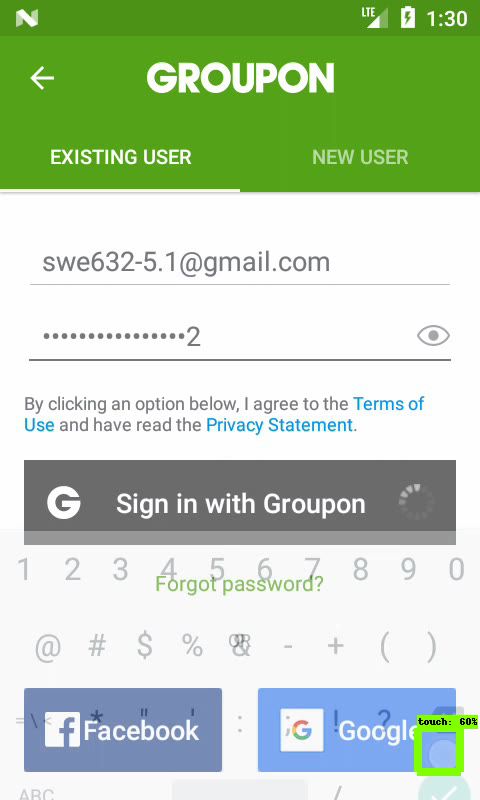 LTE 1:30
GROUPON
EXISTING USER NEW USER
swe632-5.1@gmail.com
••••••••••••••••2
By clicking an option below, I agree to the Terms of
Use and have read the Privacy Statement.
G Sign in with Groupon
1 2 3 4 5 6 7 8 9 0
Forgot password?
@ # $ % & - + ( )
OR
= \ < * " ' : ; ! ?
f Facebook G Google
touch: 60%
ABC /